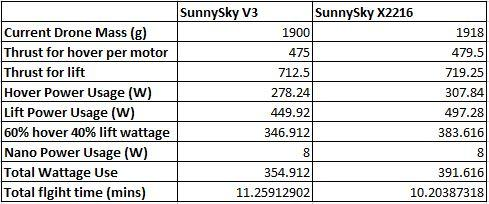 SunnySky V3 SunnySky X2216
Current Drone Mass (g) 1900 1918
Thrust for hover per motor 475 479.5
Thrust for lift 712.5 719.25
Hover Power Usage (W) 278.24 307.84
Lift Power Usage (W) 449.92 497.28
60% hover 40% lift wattage 346.912 383.616
Nano Power Usage (W) 8 8
Total Wattage Use 354.912 391.616
Total flgiht time (mins) 11.25912902 10.20387318